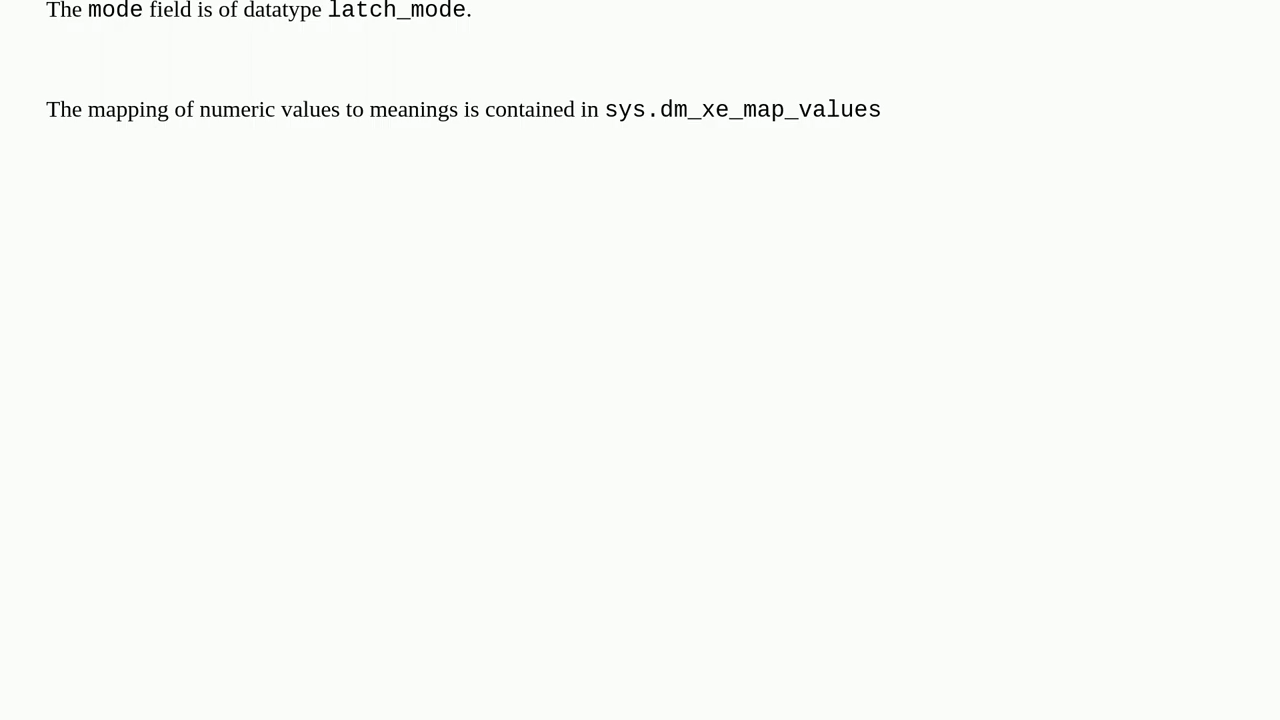 The mode field is of datatype latch_mode.
The mapping of numeric values to meanings is contained in sys.dm_xe_map_values